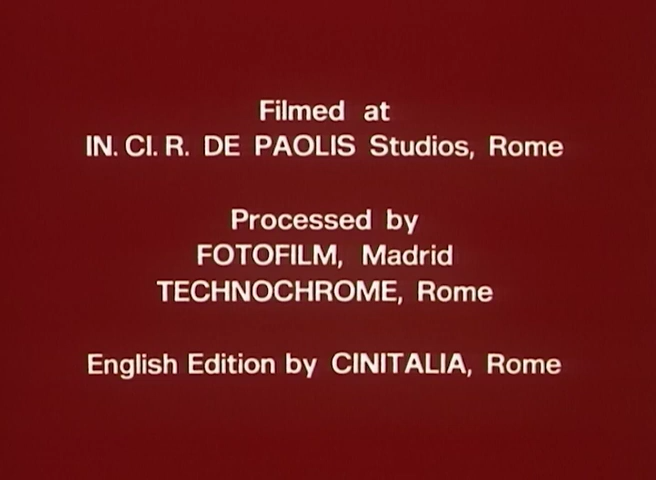 Filmed at
IN. CI. R. DE PAOLIS Studios, Rome
Processed by
FOTOFILM, Madrid
TECHNOCHROME, Rome
English Edition by CINITALIA, Rome